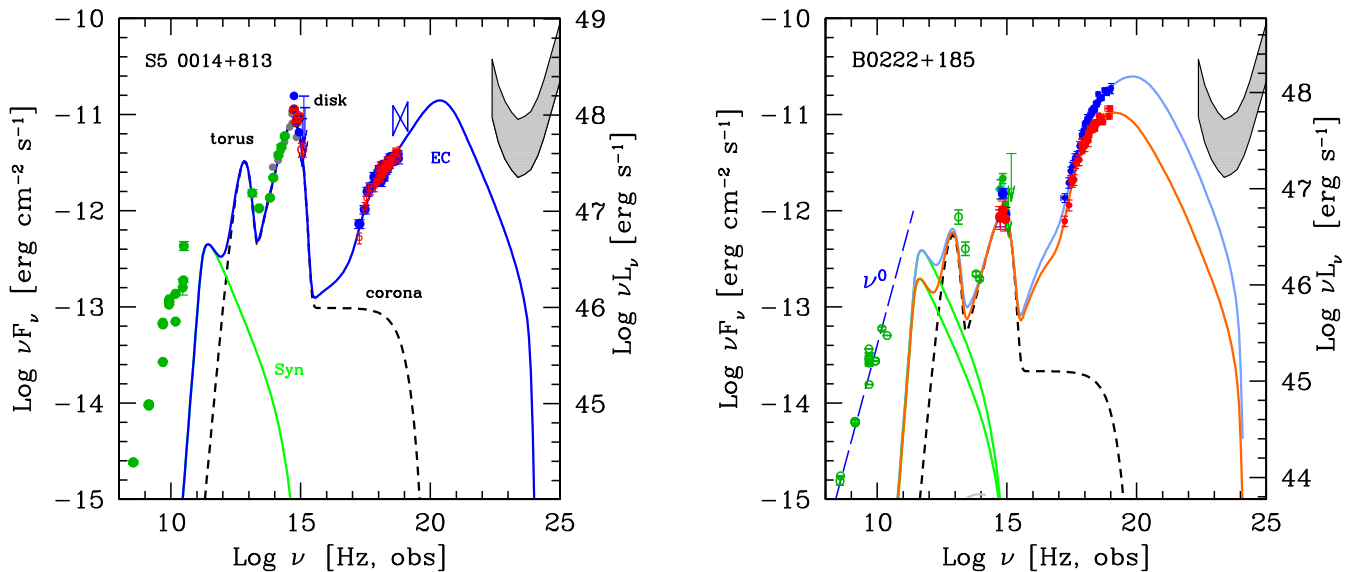 S5 0014+813
torus
disk
EC
corona
Syn
−10
−11
−12
−13
−14
−15
49
48
47
46
45
10
15
20
25
Log νF_ν [erg cm⁻² s⁻¹]
Log νL_ν [erg s⁻¹]
Log ν [Hz, obs]
B0222+185
ν⁰
−10
−11
−12
−13
−14
−15
48
47
46
45
44
10
15
20
25
Log νF_ν [erg cm⁻² s⁻¹]
Log νL_ν [erg s⁻¹]
Log ν [Hz, obs]